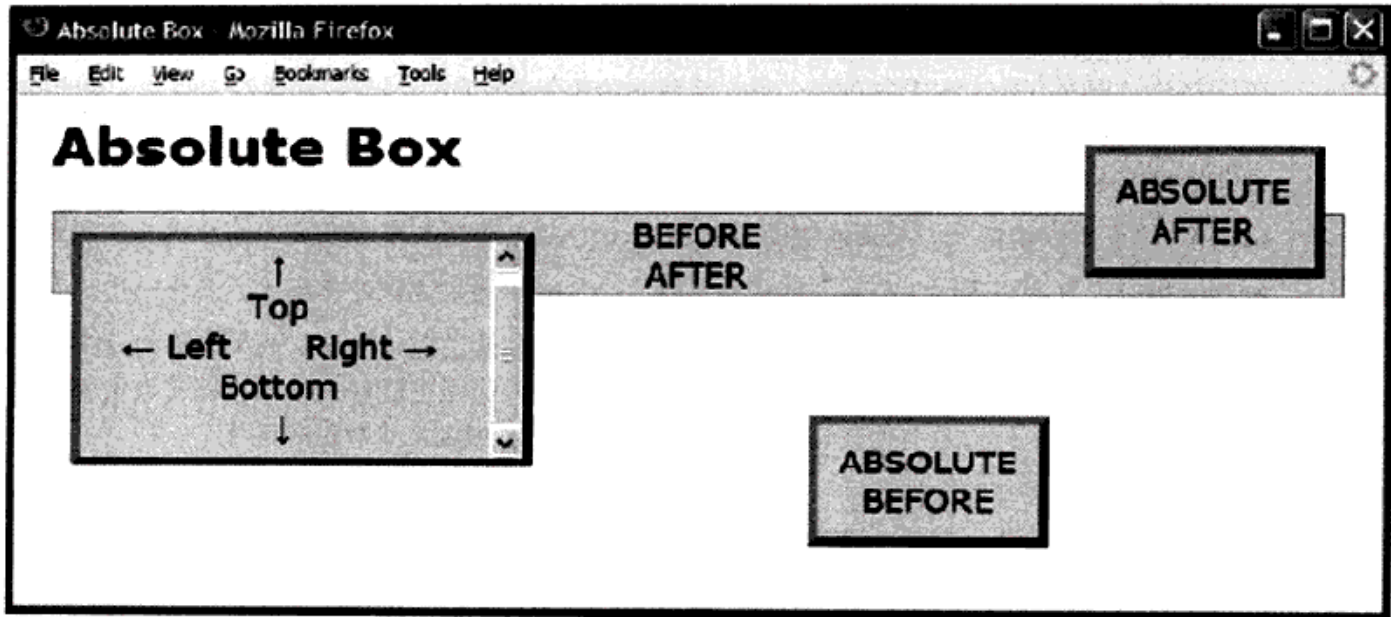 Absolute Box - Mozilla Firefox
File Edit View Go Bookmarks Tools Help
Absolute Box
ABSOLUTE
AFTER
BEFORE
AFTER
↑
Top
← Left Right →
Bottom
↓
ABSOLUTE
BEFORE